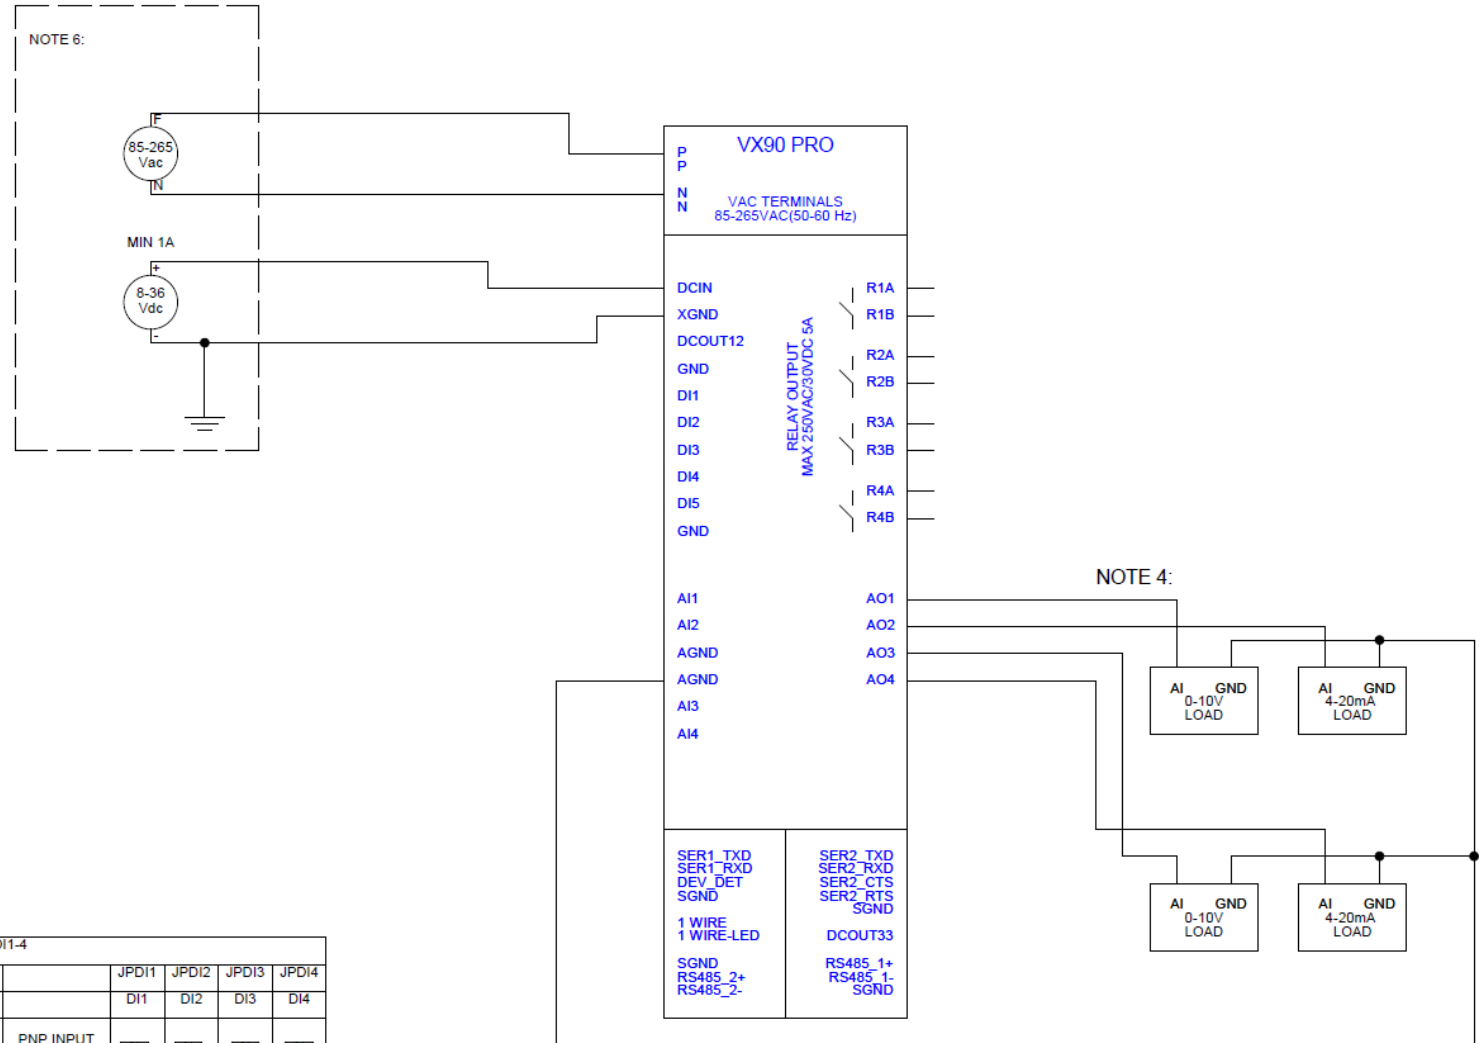 NOTE 6:
F
85-265
Vac
N
MIN 1A
+
8-36
Vdc
-
VX90 PRO
P
P
N
N
VAC TERMINALS
85-265VAC(50-60 Hz)
DCIN
XGND
DCOUT12
GND
DI1
DI2
DI3
DI4
DI5
GND
AI1
AI2
AGND
AGND
AI3
AI4
RELAY OUTPUT
MAX 250VAC/30VDC 5A
R1A
R1B
R2A
R2B
R3A
R3B
R4A
R4B
AO1
AO2
AO3
AO4
SER1_TXD
SER1_RXD
DEV_DET
SGND
1 WIRE
1 WIRE-LED
SGND
RS485_2+
RS485_2-
SER2_TXD
SER2_RXD
SER2_CTS
SER2_RTS
SGND
DCOUT33
RS485_1+
RS485_1-
SGND
NOTE 4:
AI GND
0-10V
LOAD
AI GND
4-20mA
LOAD
AI GND
0-10V
LOAD
AI GND
4-20mA
LOAD
I1-4
JPDI1 JPDI2 JPDI3 JPDI4
DI1 DI2 DI3 DI4
PNP INPUT